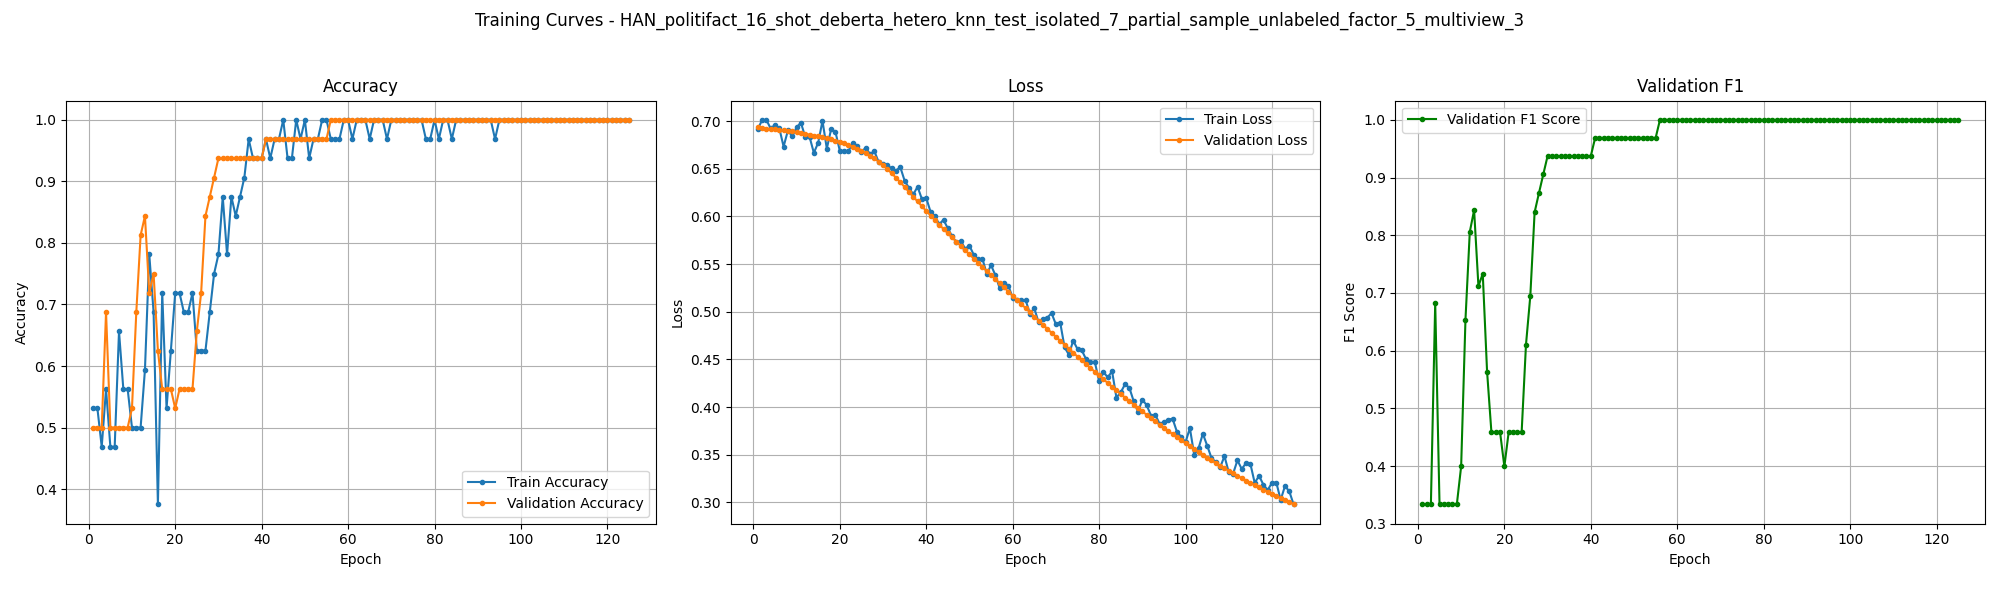 Training Curves - HAN_politifact_16_shot_deberta_hetero_knn_test_isolated_7_partial_sample_unlabeled_factor_5_multiview_3
Accuracy
1.0
0.9
0.8
0.7
0.6
0.5
0.4
Accuracy
0 20 40 60 80 100 120
Epoch
Train Accuracy
Validation Accuracy
Loss
0.70
0.65
0.60
0.55
0.50
0.45
0.40
0.35
0.30
Loss
0 20 40 60 80 100 120
Epoch
Train Loss
Validation Loss
Validation F1
1.0
0.9
0.8
0.7
0.6
0.5
0.4
0.3
F1 Score
0 20 40 60 80 100 120
Epoch
Validation F1 Score